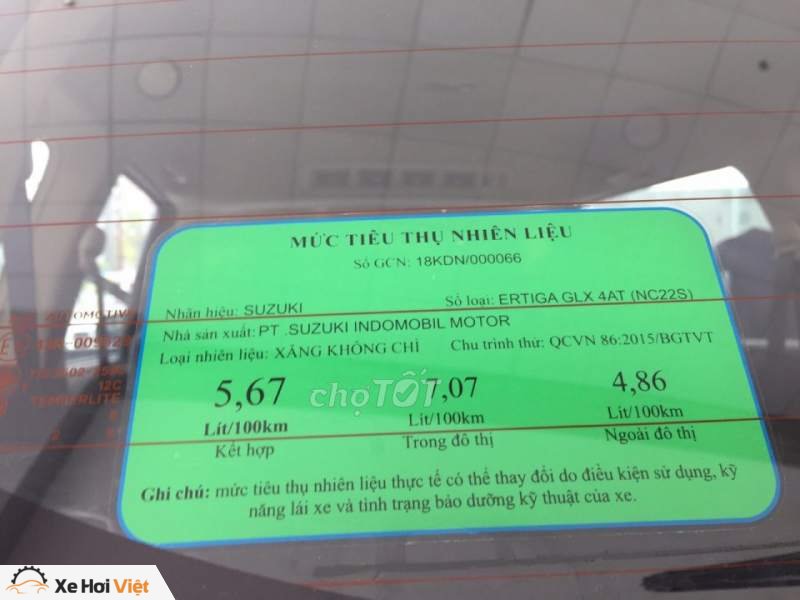 MỨC TIÊU THỤ NHIÊN LIỆU
Số GCN: 18KDN/000066
Nhãn hiệu: SUZUKI Số loại: ERTIGA GLX 4AT (NC22S)
Nhà sản xuất: PT .SUZUKI INDOMOBIL MOTOR
Loại nhiên liệu: XĂNG KHÔNG CHÌ Chu trình thử: QCVN 86:2015/BGTVT
5,67 7,07 4,86
chợTỐT
Lít/100km Lít/100km Lít/100km
Kết hợp Trong đô thị Ngoài đô thị
Ghi chú: mức tiêu thụ nhiên liệu thực tế có thể thay đổi do điều kiện sử dụng, kỹ
năng lái xe và tình trạng bảo dưỡng kỹ thuật của xe.
AUTOMOTIVE
TEMPERLITE
Xe Hơi Việt